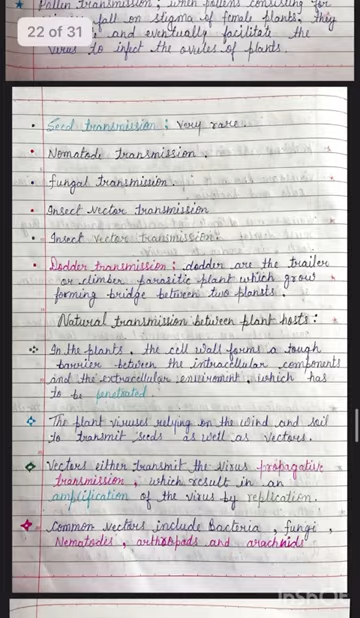 ★ Pollen transmission; when pollens consisting for
fall on stigma of female plants, they
22 of 31
and eventually facilitate the
virus to infect the ovules of plants.
• Seed transmission: Very rare.
• Nomatode transmission.
• fungal transmission.
• Insect vector transmission
• Insect vector transmission:
• Dodder transmission: dodder are the trailer
or climber parasitic plant which grow
forming bridge between two plansts.
Natural transmission between plant hosts:
In the plants, the cell wall forms a tough
barrier between the intracellular components
and the extracellular enviroment, which has
to be penetrated.
The plant viruses relying on the wind and soil
to transmit seeds as well as vectors.
Vectors either transmit the virus propagative
transmission, which result in an
amplification of the virus by replication.
Common vectors include Bacteria, fungi,
Nematodes, arthobpads and arachnids
InShOt